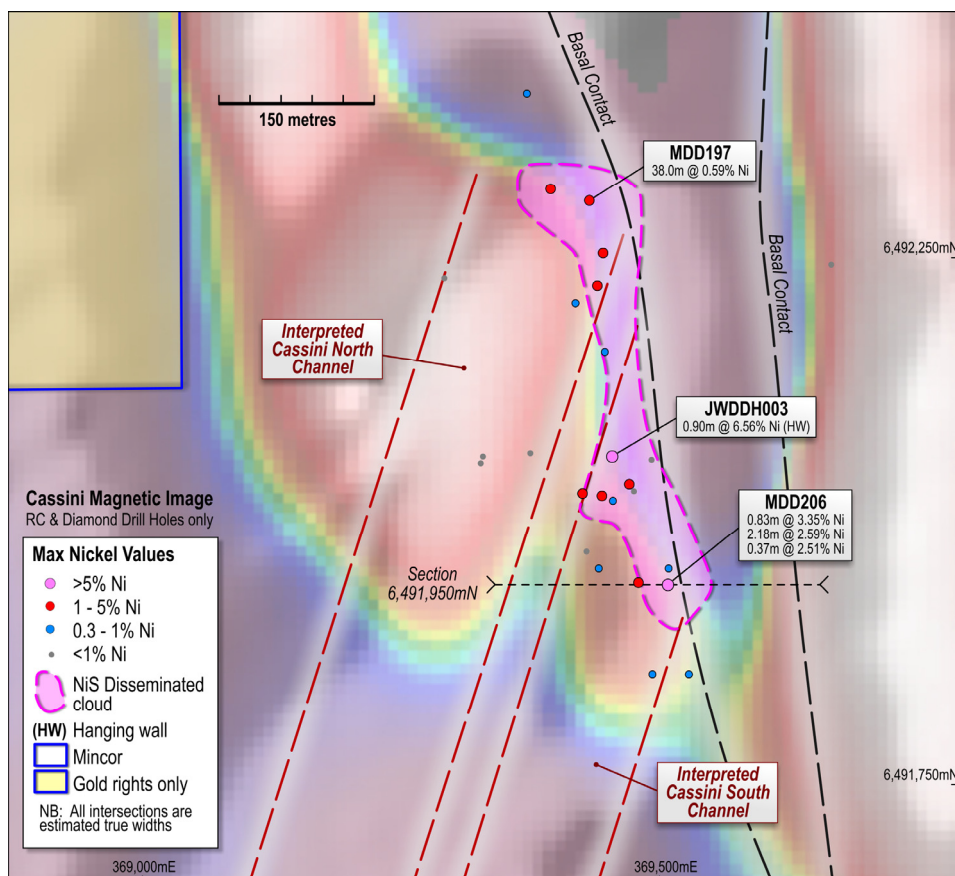 Basal Contact
150 metres
MDD197
38.0m @ 0.59% Ni
6,492,250mN
Basal Contact
Interpreted
Cassini North
Channel
JWDDH003
0.90m @ 6.56% Ni (HW)
MDD206
0.83m @ 3.35% Ni
2.18m @ 2.59% Ni
0.37m @ 2.51% Ni
Section
6,491,950mN
Cassini Magnetic Image
RC & Diamond Drill Holes only
Max Nickel Values
>5% Ni
1 - 5% Ni
0.3 - 1% Ni
<1% Ni
NiS Disseminated
cloud
(HW) Hanging wall
Mincor
Gold rights only
NB: All intersections are
estimated true widths
Interpreted
Cassini South
Channel
6,491,750mN
369,000mE
369,500mE